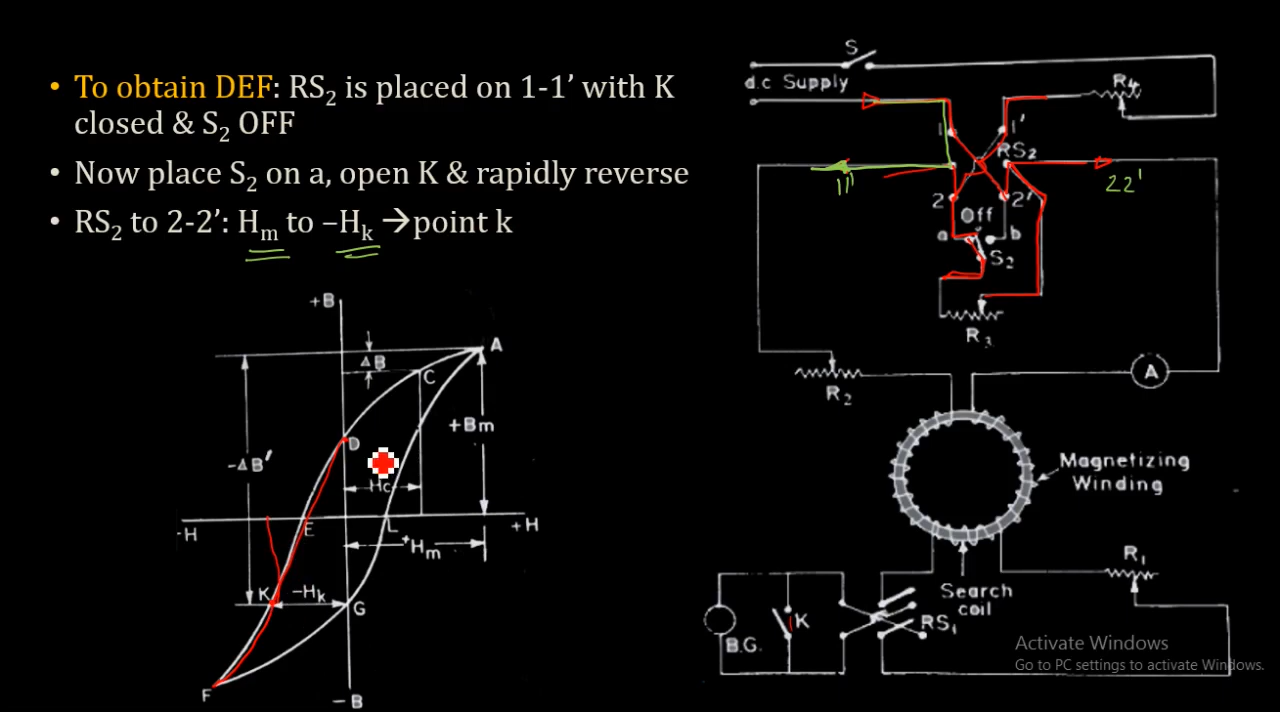 • To obtain DEF: RS₂ is placed on 1-1’ with K
closed & S₂ OFF
• Now place S₂ on a, open K & rapidly reverse
• RS₂ to 2-2’: Hₘ to –Hₖ →point k
+B
A
ΔB
C
+Bm
D
-ΔB'
Hc
-H
E
L
+H
+Hm
K
-Hk
G
F
-B
S
d.c Supply
R4
1
1'
RS₂
11'
22'
2
2'
Off
a
b
S₂
R₃
A
R₂
Magnetizing
Winding
R₁
Search
coil
K
RS₁
B.G.
Activate Windows
Go to PC settings to activate Windows.